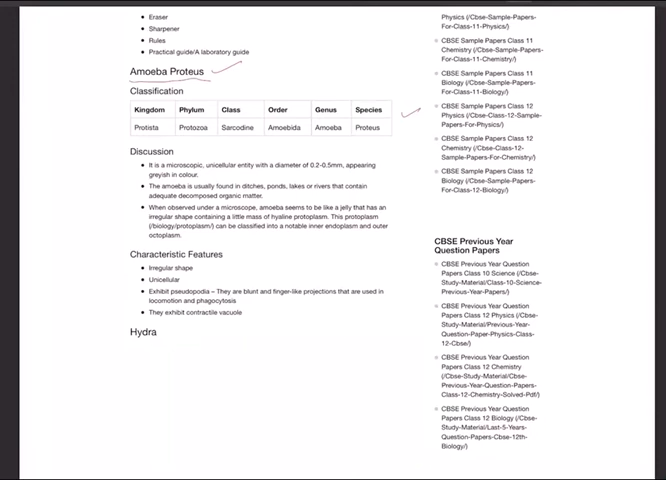 Eraser
Sharpener
Rules
Practical guide/A laboratory guide
Amoeba Proteus
Classification
Kingdom Phylum Class Order Genus Species
Protista Protozoa Sarcodine Amoebida Amoeba Proteus
Discussion
It is a microscopic, unicellular entity with a diameter of 0.2-0.5mm, appearing
greyish in colour.
The amoeba is usually found in ditches, ponds, lakes or rivers that contain
adequate decomposed organic matter.
When observed under a microscope, amoeba seems to be like a jelly that has an
irregular shape containing a little mass of hyaline protoplasm. This protoplasm
(/biology/protoplasm/) can be classified into a notable inner endoplasm and outer
octoplasm.
Characteristic Features
Irregular shape
Unicellular
Exhibit pseudopodia – They are blunt and finger-like projections that are used in
locomotion and phagocytosis
They exhibit contractile vacuole
Hydra
Physics (/Cbse-Sample-Papers-
For-Class-11-Physics/)
CBSE Sample Papers Class 11
Chemistry (/Cbse-Sample-Papers-
For-Class-11-Chemistry/)
CBSE Sample Papers Class 11
Biology (/Cbse-Sample-Papers-
For-Class-11-Biology/)
CBSE Sample Papers Class 12
Physics (/Cbse-Class-12-Sample-
Papers-For-Physics/)
CBSE Sample Papers Class 12
Chemistry (/Cbse-Class-12-
Sample-Papers-For-Chemistry/)
CBSE Sample Papers Class 12
Biology (/Cbse-Sample-Papers-
For-Class-12-Biology/)
CBSE Previous Year
Question Papers
CBSE Previous Year Question
Papers Class 10 Science (/Cbse-
Study-Material/Class-10-Science-
Previous-Year-Papers/)
CBSE Previous Year Question
Papers Class 12 Physics (/Cbse-
Study-Material/Previous-Year-
Question-Paper-Physics-Class-
12-Cbse/)
CBSE Previous Year Question
Papers Class 12 Chemistry
(/Cbse-Study-Material/Cbse-
Previous-Year-Question-Papers-
Class-12-Chemistry-Solved-Pdf/)
CBSE Previous Year Question
Papers Class 12 Biology (/Cbse-
Study-Material/Last-5-Years-
Question-Papers-Cbse-12th-
Biology/)